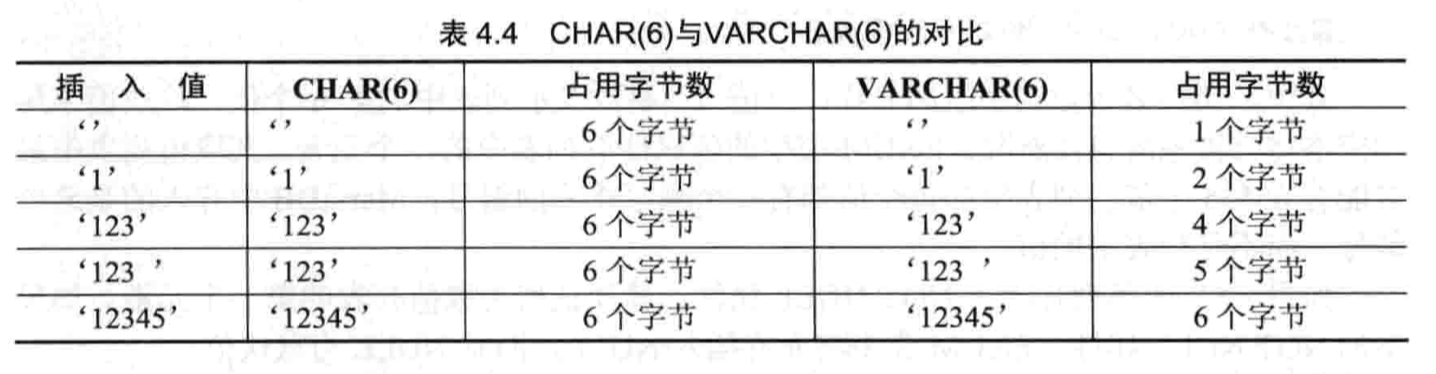 表 4.4 CHAR(6)与VARCHAR(6)的对比
插 入 值 CHAR(6) 占用字节数 VARCHAR(6) 占用字节数
‘’ ‘’ 6 个字节 ‘’ 1 个字节
‘1’ ‘1’ 6 个字节 ‘1’ 2 个字节
‘123’ ‘123’ 6 个字节 ‘123’ 4 个字节
‘123 ’ ‘123’ 6 个字节 ‘123 ’ 5 个字节
‘12345’ ‘12345’ 6 个字节 ‘12345’ 6 个字节